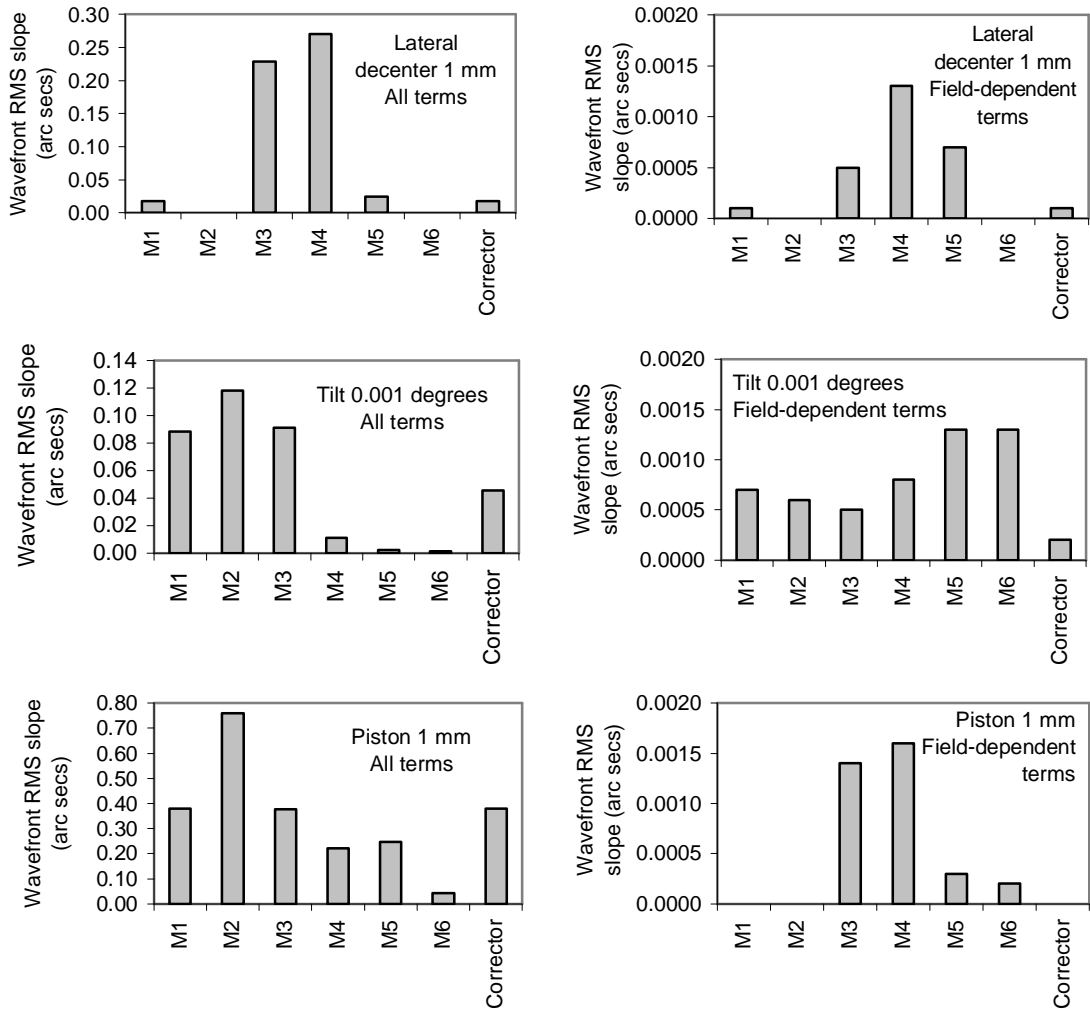 Wavefront RMS slope
(arc secs)
0.30
0.25
0.20
0.15
0.10
0.05
0.00
Lateral
decenter 1 mm
All terms
M1
M2
M3
M4
M5
M6
Corrector
Wavefront RMS
slope (arc secs)
0.0020
0.0015
0.0010
0.0005
0.0000
Lateral
decenter 1 mm
Field-dependent
terms
M1
M2
M3
M4
M5
M6
Corrector
Wavefront RMS slope
(arc secs)
0.14
0.12
0.10
0.08
0.06
0.04
0.02
0.00
Tilt 0.001 degrees
All terms
M1
M2
M3
M4
M5
M6
Corrector
Wavefront RMS
slope (arc secs)
0.0020
0.0015
0.0010
0.0005
0.0000
Tilt 0.001 degrees
Field-dependent terms
M1
M2
M3
M4
M5
M6
Corrector
Wavefront RMS slope
(arc secs)
0.80
0.70
0.60
0.50
0.40
0.30
0.20
0.10
0.00
Piston 1 mm
All terms
M1
M2
M3
M4
M5
M6
Corrector
Wavefront RMS
slope (arc secs)
0.0020
0.0015
0.0010
0.0005
0.0000
Piston 1 mm
Field-dependent
terms
M1
M2
M3
M4
M5
M6
Corrector